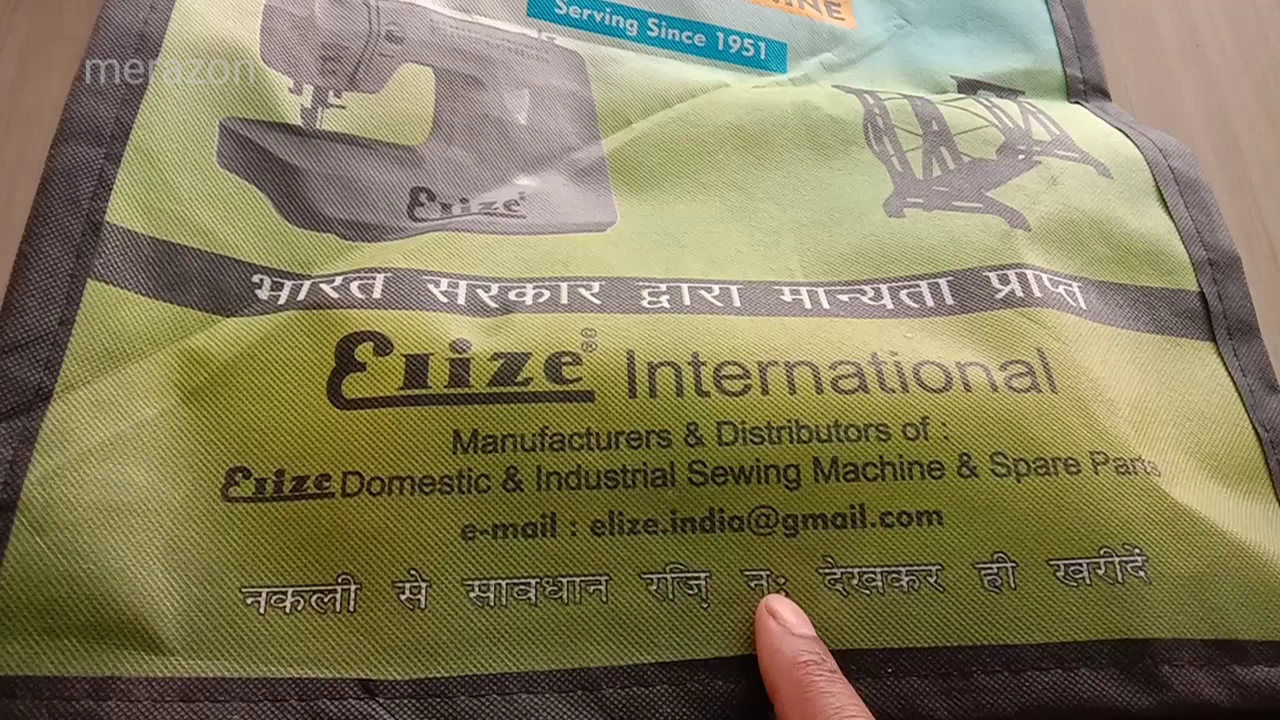 merazon
Serving Since 1951
Elize
भारत सरकार द्वारा मान्यता प्राप्त
Elize International
Manufacturers & Distributors of :
Elize Domestic & Industrial Sewing Machine & Spare Parts
e-mail : elize.india@gmail.com
नकली से सावधान रजि़ नः देखकर ही खरीदें